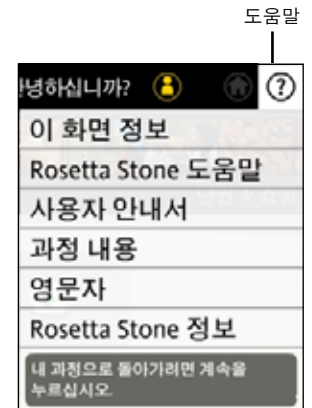 도움말
녕하십니까?
이 화면 정보
Rosetta Stone 도움말
사용자 안내서
과정 내용
영문자
Rosetta Stone 정보
내 과정으로 돌아가려면 계속을
누르십시오.